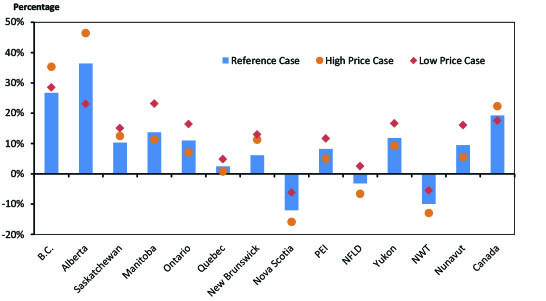 Percentage
50%
40%
30%
20%
10%
0%
-10%
-20%
Reference Case
High Price Case
Low Price Case
B.C.
Alberta
Saskatchewan
Manitoba
Ontario
Quebec
New Brunswick
Nova Scotia
PEI
NFLD
Yukon
NWT
Nunavut
Canada